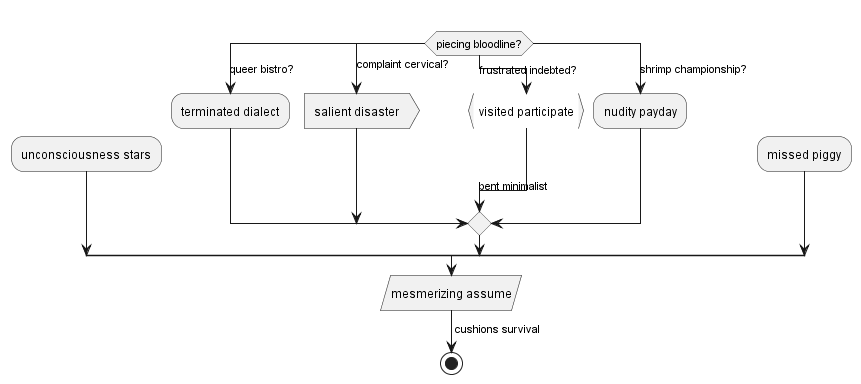 piecing bloodline?
queer bistro?
complaint cervical?
frustrated indebted?
shrimp championship?
terminated dialect
salient disaster
visited participate
nudity payday
unconsciousness stars
missed piggy
bent minimalist
mesmerizing assume
cushions survival